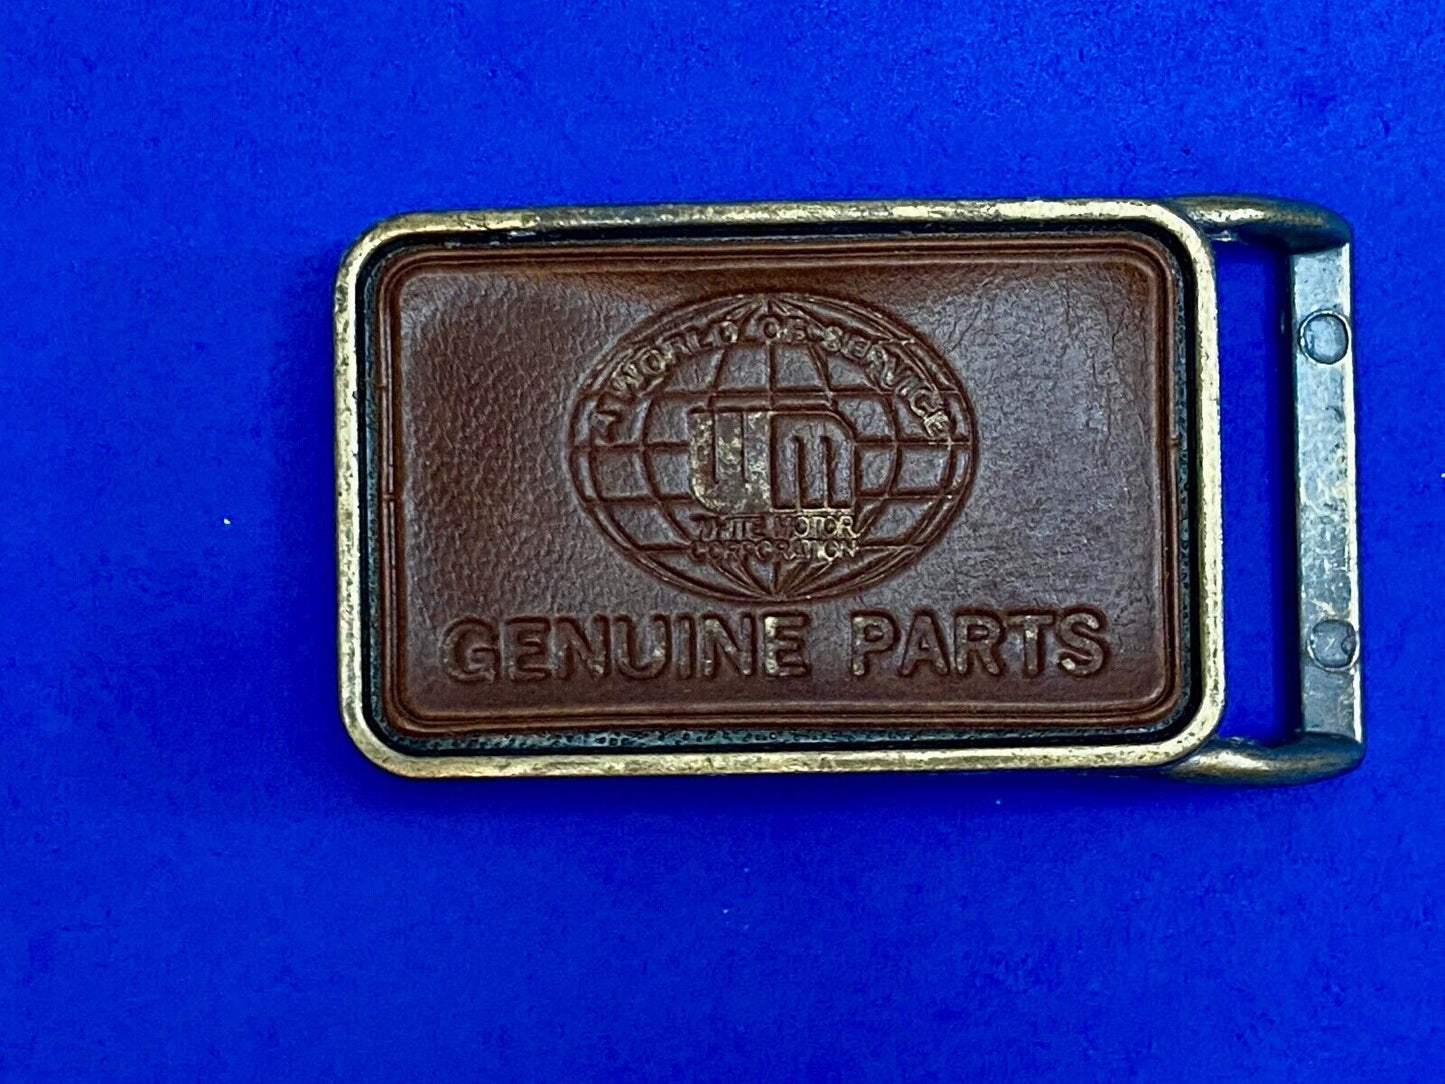 A WORLD OF SERVICE
Wm
WHITE MOTOR
CORPORATION
GENUINE PARTS